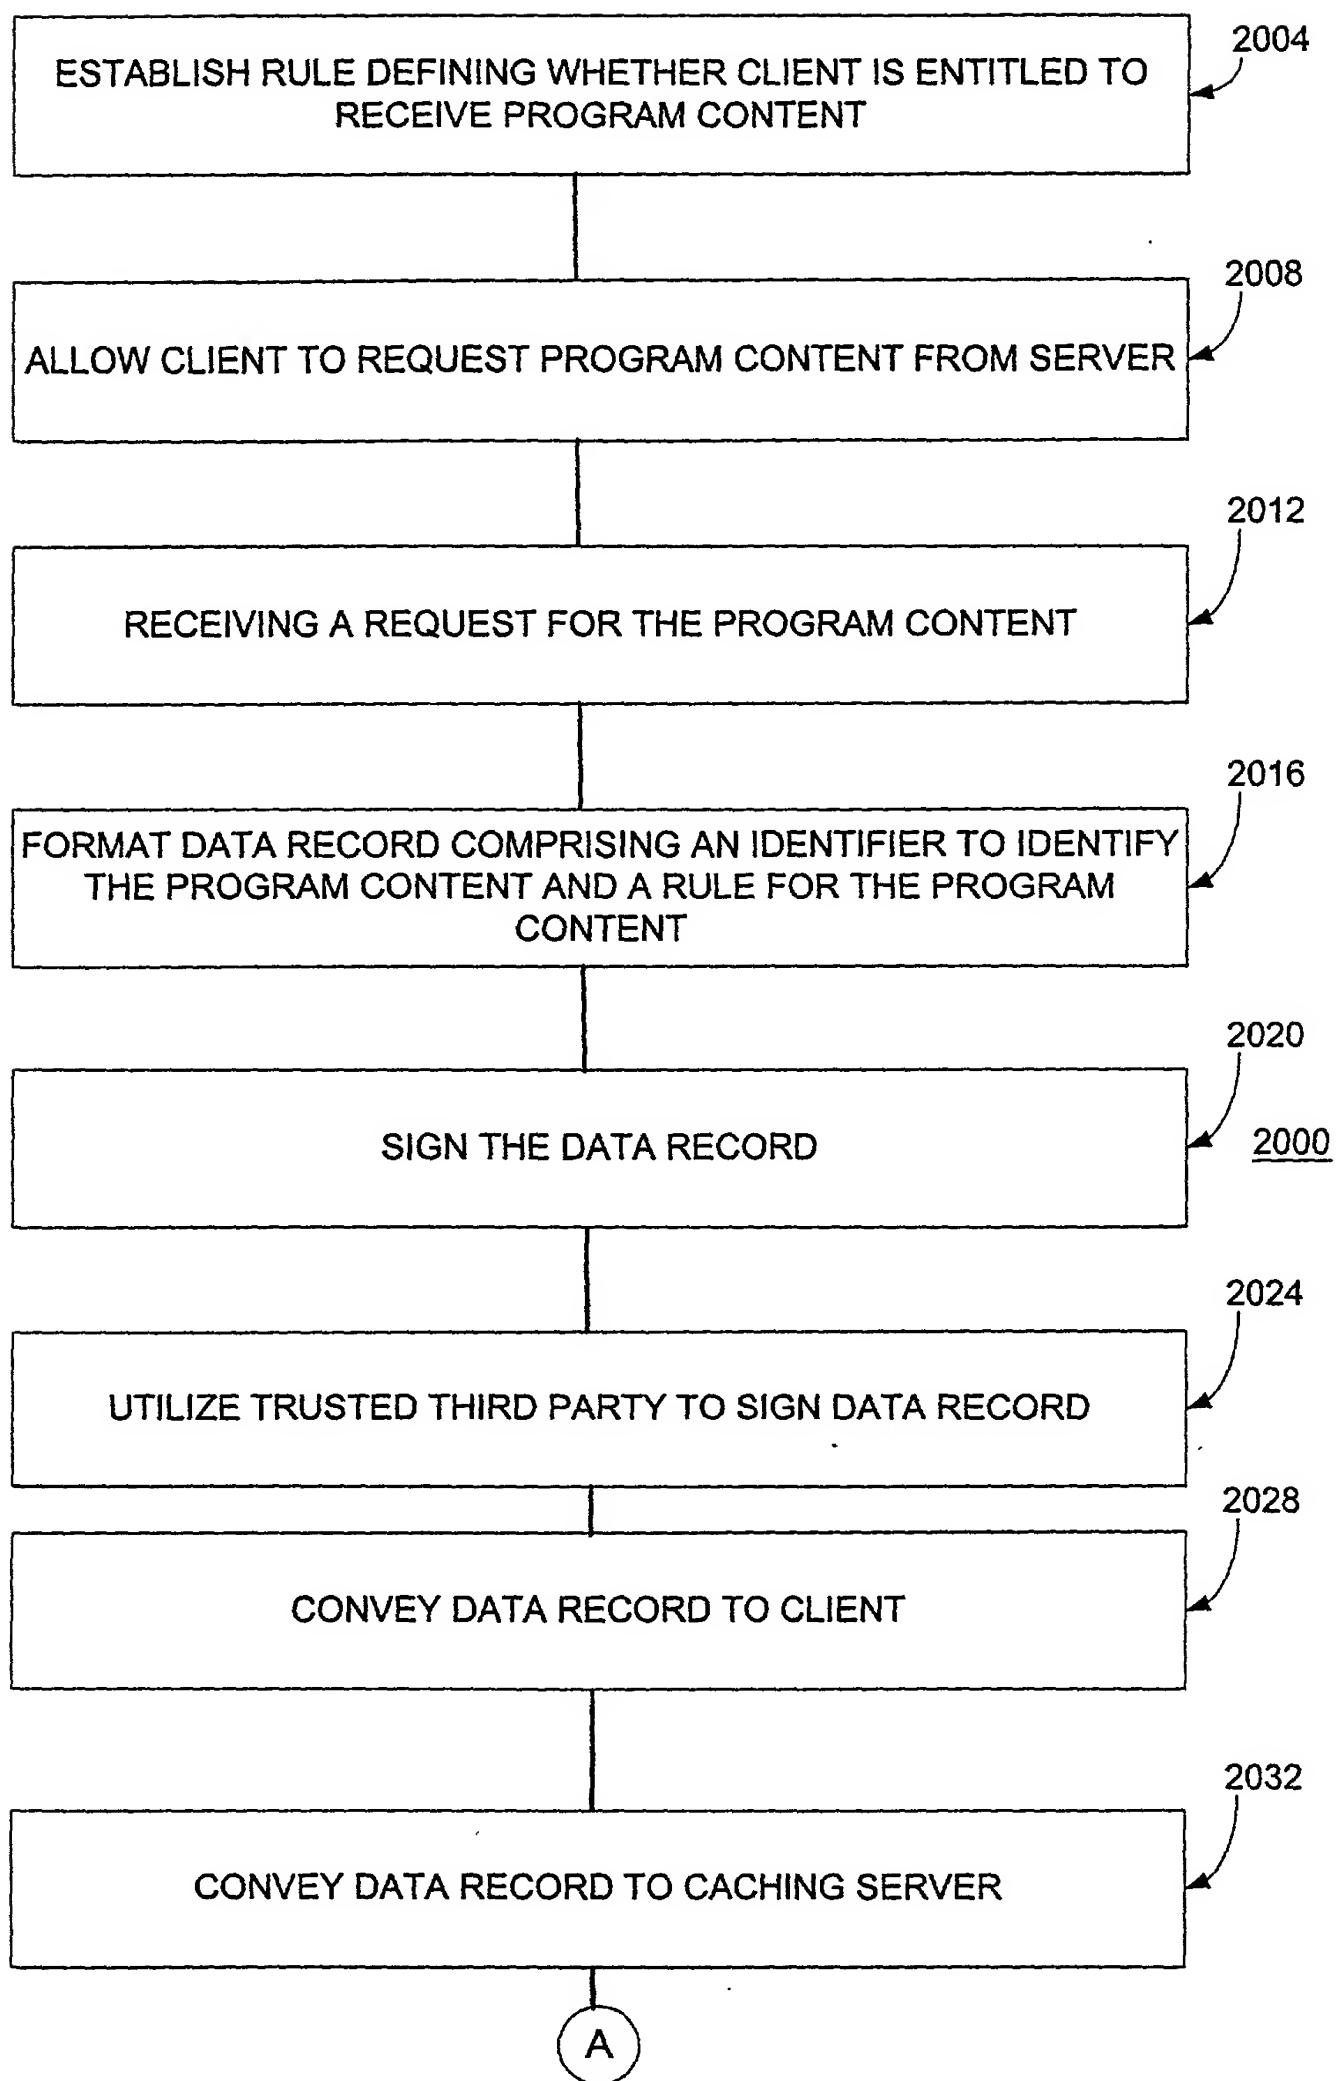 2004
ESTABLISH RULE DEFINING WHETHER CLIENT IS ENTITLED TO
RECEIVE PROGRAM CONTENT
2008
ALLOW CLIENT TO REQUEST PROGRAM CONTENT FROM SERVER
2012
RECEIVING A REQUEST FOR THE PROGRAM CONTENT
2016
FORMAT DATA RECORD COMPRISING AN IDENTIFIER TO IDENTIFY
THE PROGRAM CONTENT AND A RULE FOR THE PROGRAM
CONTENT
2020
SIGN THE DATA RECORD
2000
2024
UTILIZE TRUSTED THIRD PARTY TO SIGN DATA RECORD
2028
CONVEY DATA RECORD TO CLIENT
2032
CONVEY DATA RECORD TO CACHING SERVER
A